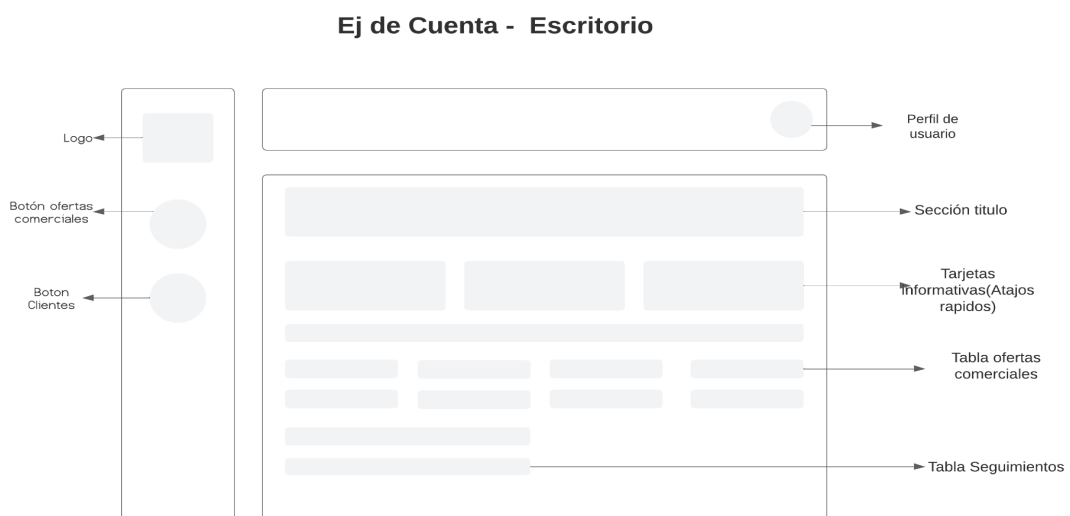 Ej de Cuenta - Escritorio
Logo
Botón ofertas
comerciales
Boton
Clientes
Perfil de
usuario
Sección titulo
Tarjetas
Informativas(Atajos
rapidos)
Tabla ofertas
comerciales
Tabla Seguimientos